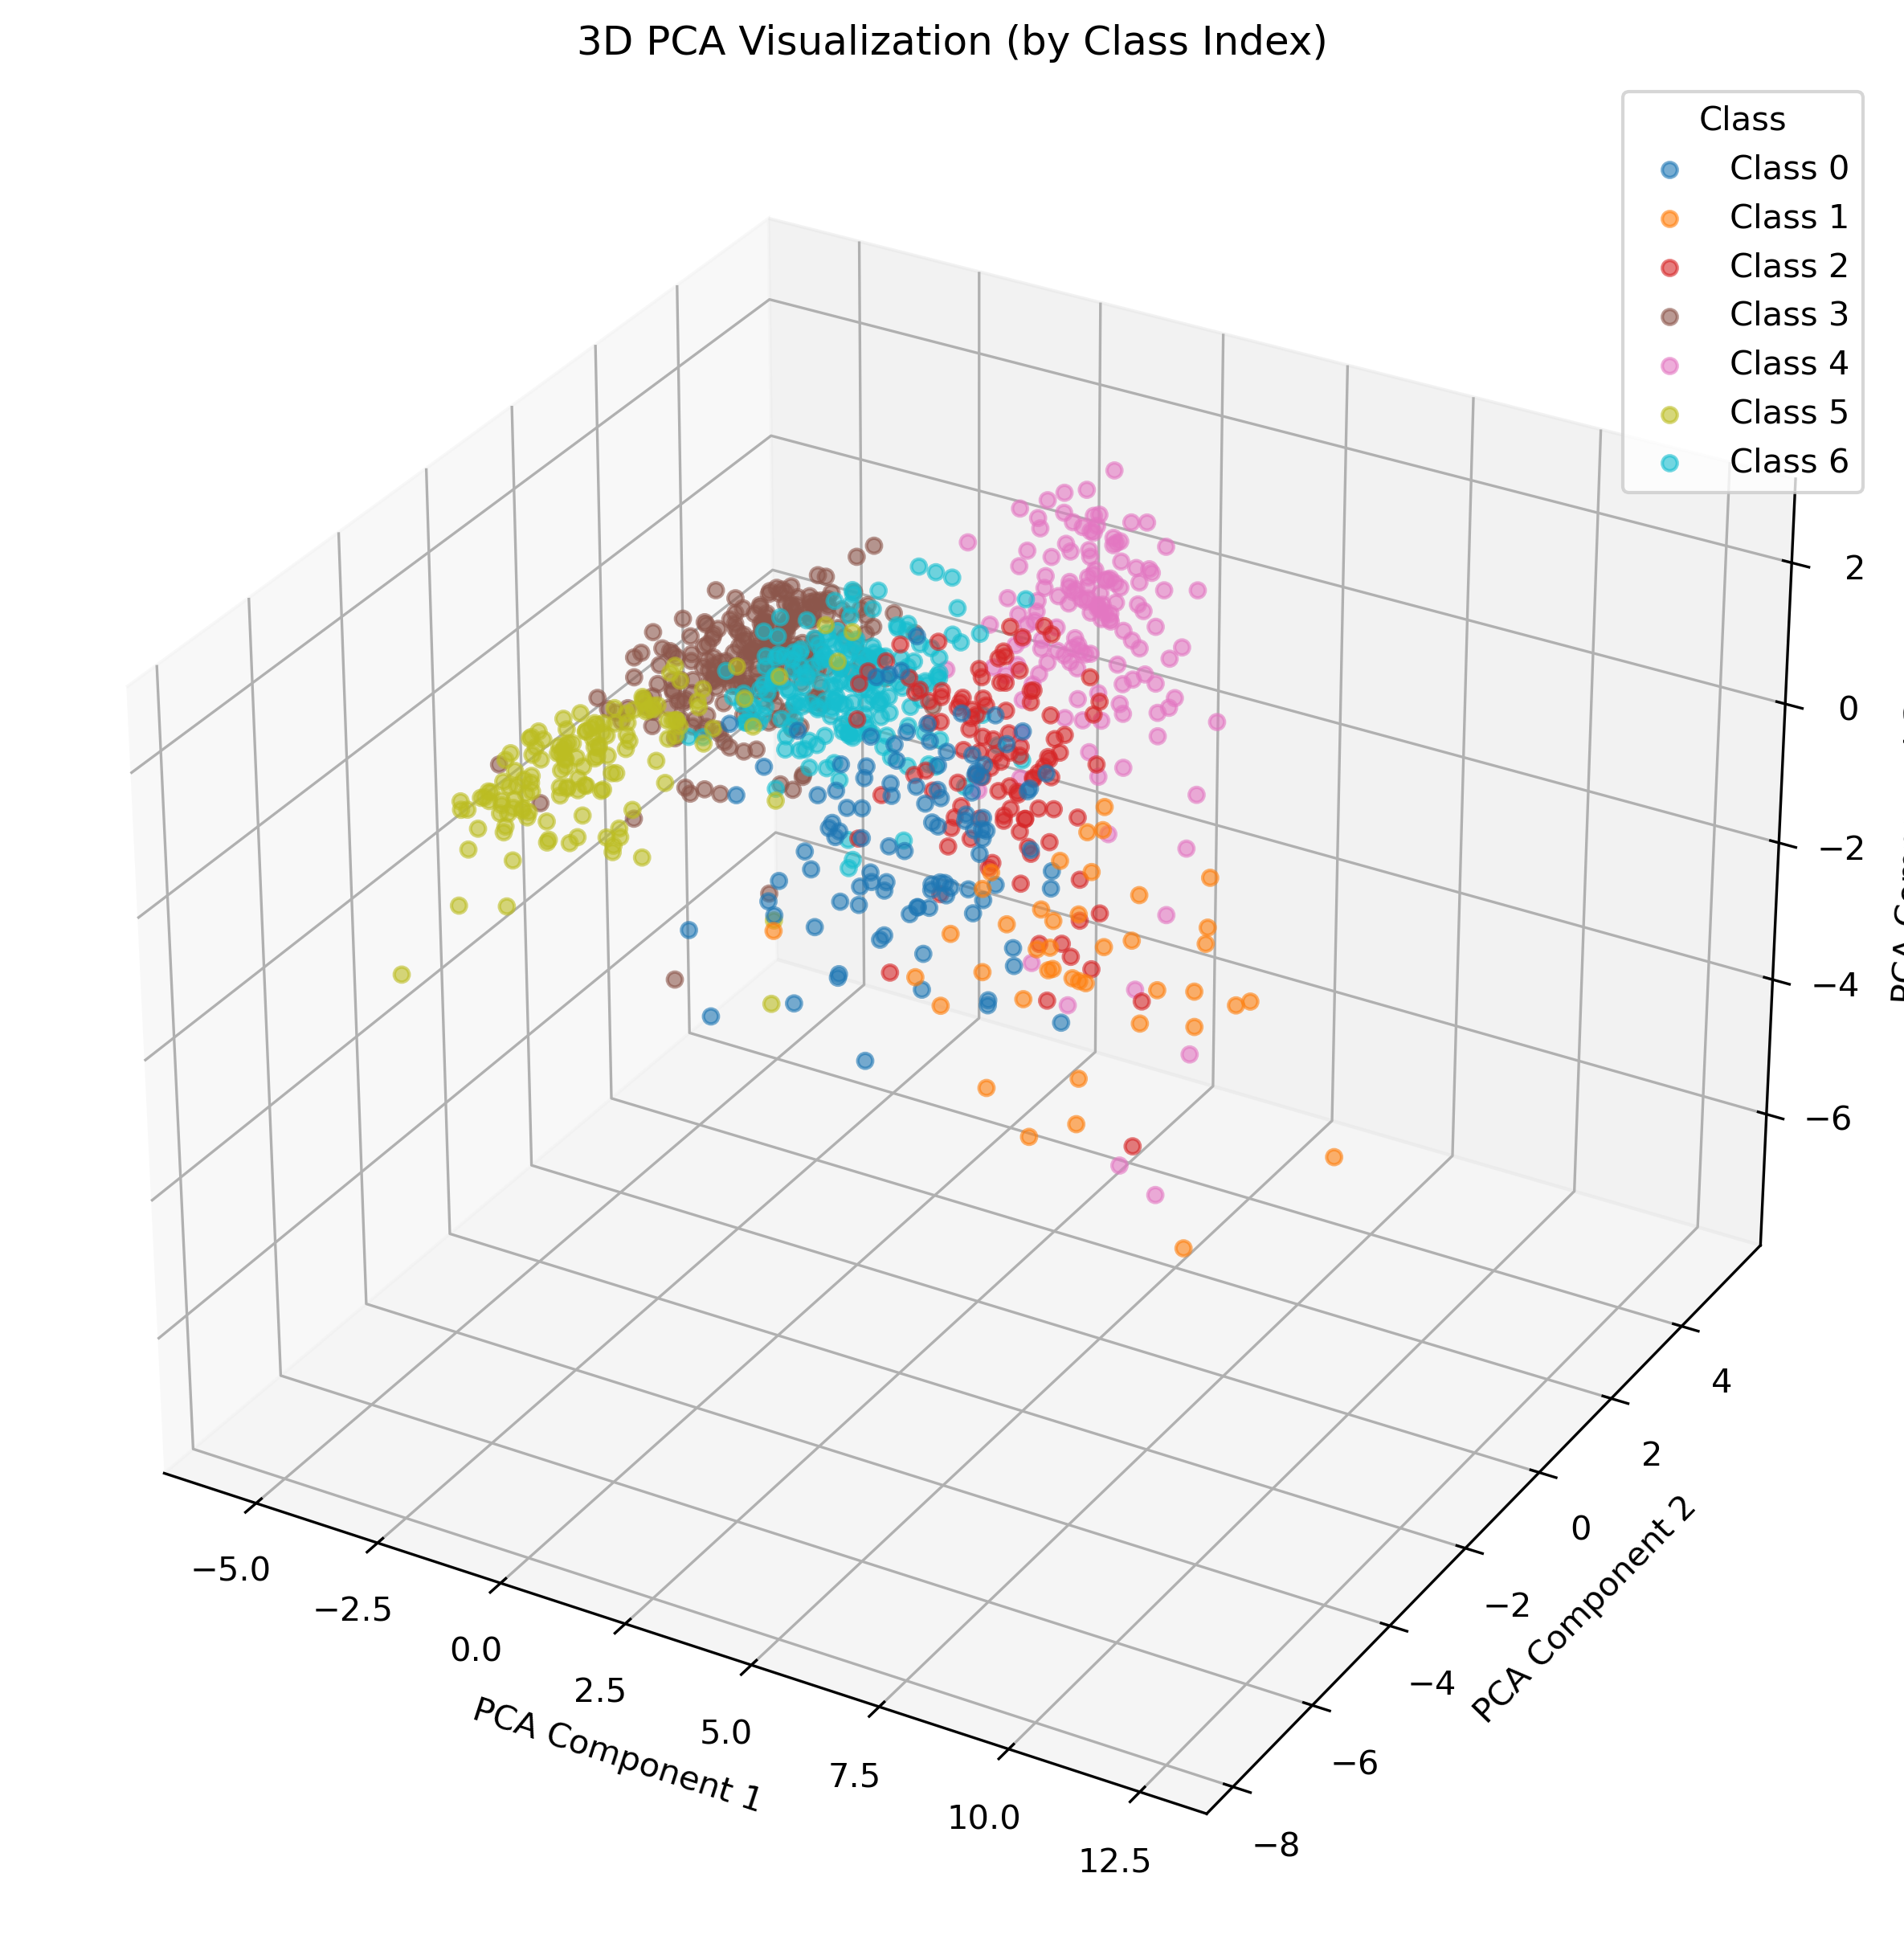 3D PCA Visualization (by Class Index)
Class
Class 0
Class 1
Class 2
Class 3
Class 4
Class 5
Class 6
2
0
−2
−4
−6
4
2
0
−2
−4
−6
−8
PCA Component 2
−5.0
−2.5
0.0
2.5
5.0
7.5
10.0
12.5
PCA Component 1
PCA